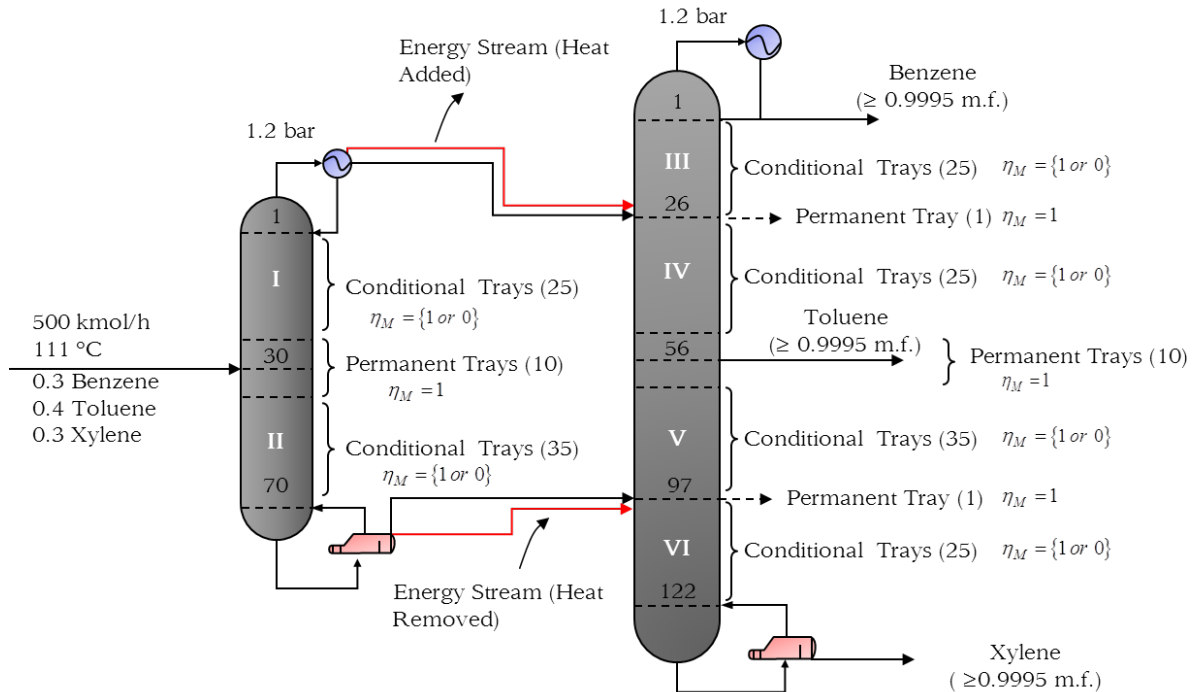 1.2 bar
Energy Stream (Heat
Added)
Benzene
(≥ 0.9995 m.f.)
1
1.2 bar
III
Conditional Trays (25) η_M = {1 or 0}
26
Permanent Tray (1) η_M = 1
1
I
Conditional Trays (25)
η_M = {1 or 0}
IV
Conditional Trays (25) η_M = {1 or 0}
500 kmol/h
111 °C
0.3 Benzene
0.4 Toluene
0.3 Xylene
30
Permanent Trays (10)
η_M = 1
Toluene
(≥ 0.9995 m.f.)
56
Permanent Trays (10)
η_M = 1
II
Conditional Trays (35)
η_M = {1 or 0}
70
V
Conditional Trays (35) η_M = {1 or 0}
97
Permanent Tray (1) η_M = 1
VI
Conditional Trays (25) η_M = {1 or 0}
122
Energy Stream (Heat
Removed)
Xylene
( ≥0.9995 m.f.)